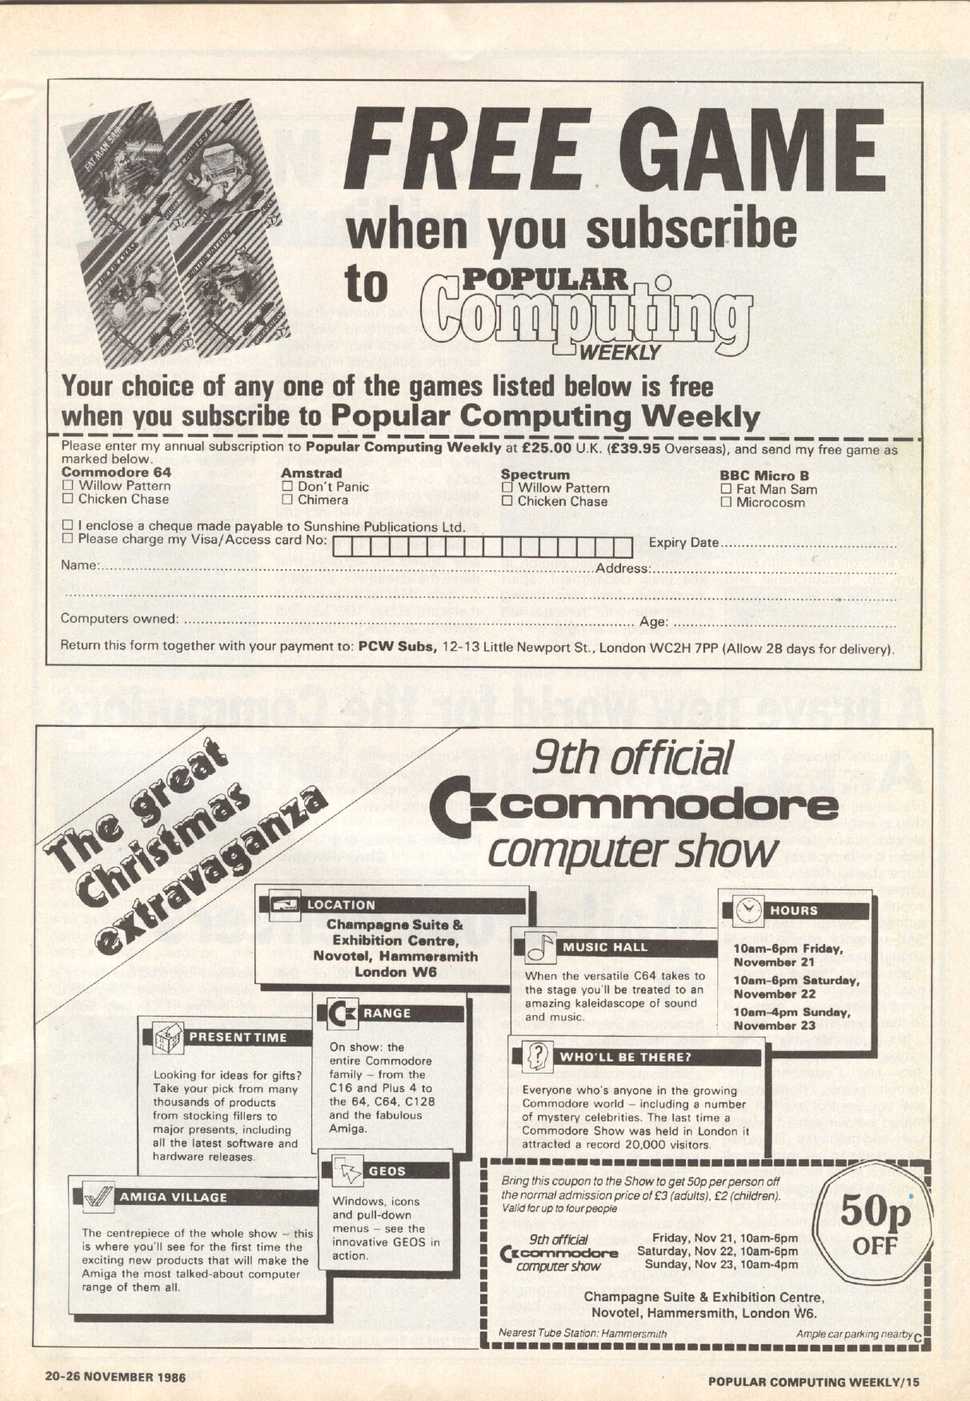 FAT MAN SAM
FREE GAME
when you subscribe
to POPULAR
Computing
WEEKLY
Your choice of any one of the games listed below is free
when you subscribe to Popular Computing Weekly
Please enter my annual subscription to Popular Computing Weekly at £25.00 U.K. (£39.95 Overseas), and send my free game as
marked below.
Commodore 64
☐ Willow Pattern
☐ Chicken Chase
Amstrad
☐ Don't Panic
☐ Chimera
Spectrum
☐ Willow Pattern
☐ Chicken Chase
BBC Micro B
☐ Fat Man Sam
☐ Microcosm
☐ I enclose a cheque made payable to Sunshine Publications Ltd.
☐ Please charge my Visa/Access card No: Expiry Date
Name: Address:
Computers owned: Age:
Return this form together with your payment to: PCW Subs, 12-13 Little Newport St., London WC2H 7PP (Allow 28 days for delivery).
The great
Christmas
extravaganza
9th official
commodore
computer show
LOCATION
Champagne Suite &
Exhibition Centre,
Novotel, Hammersmith
London W6
MUSIC HALL
When the versatile C64 takes to
the stage you'll be treated to an
amazing kaleidascope of sound
and music.
HOURS
10am-6pm Friday,
November 21
10am-6pm Saturday,
November 22
10am-4pm Sunday,
November 23
PRESENT TIME
Looking for ideas for gifts?
Take your pick from many
thousands of products
from stocking fillers to
major presents, including
all the latest software and
hardware releases.
RANGE
On show: the
entire Commodore
family – from the
C16 and Plus 4 to
the 64, C64, C128
and the fabulous
Amiga.
WHO'LL BE THERE?
Everyone who's anyone in the growing
Commodore world – including a number
of mystery celebrities. The last time a
Commodore Show was held in London it
attracted a record 20,000 visitors.
AMIGA VILLAGE
The centrepiece of the whole show – this
is where you'll see for the first time the
exciting new products that will make the
Amiga the most talked-about computer
range of them all.
GEOS
Windows, icons
and pull-down
menus – see the
innovative GEOS in
action.
Bring this coupon to the Show to get 50p per person off
the normal admission price of £3 (adults), £2 (children).
Valid for up to four people
50p
OFF
9th official
commodore
computer show
Friday, Nov 21, 10am-6pm
Saturday, Nov 22, 10am-6pm
Sunday, Nov 23, 10am-4pm
Champagne Suite & Exhibition Centre,
Novotel, Hammersmith, London W6.
Nearest Tube Station: Hammersmith
Ample car parking nearby
C
20-26 NOVEMBER 1986
POPULAR COMPUTING WEEKLY/15